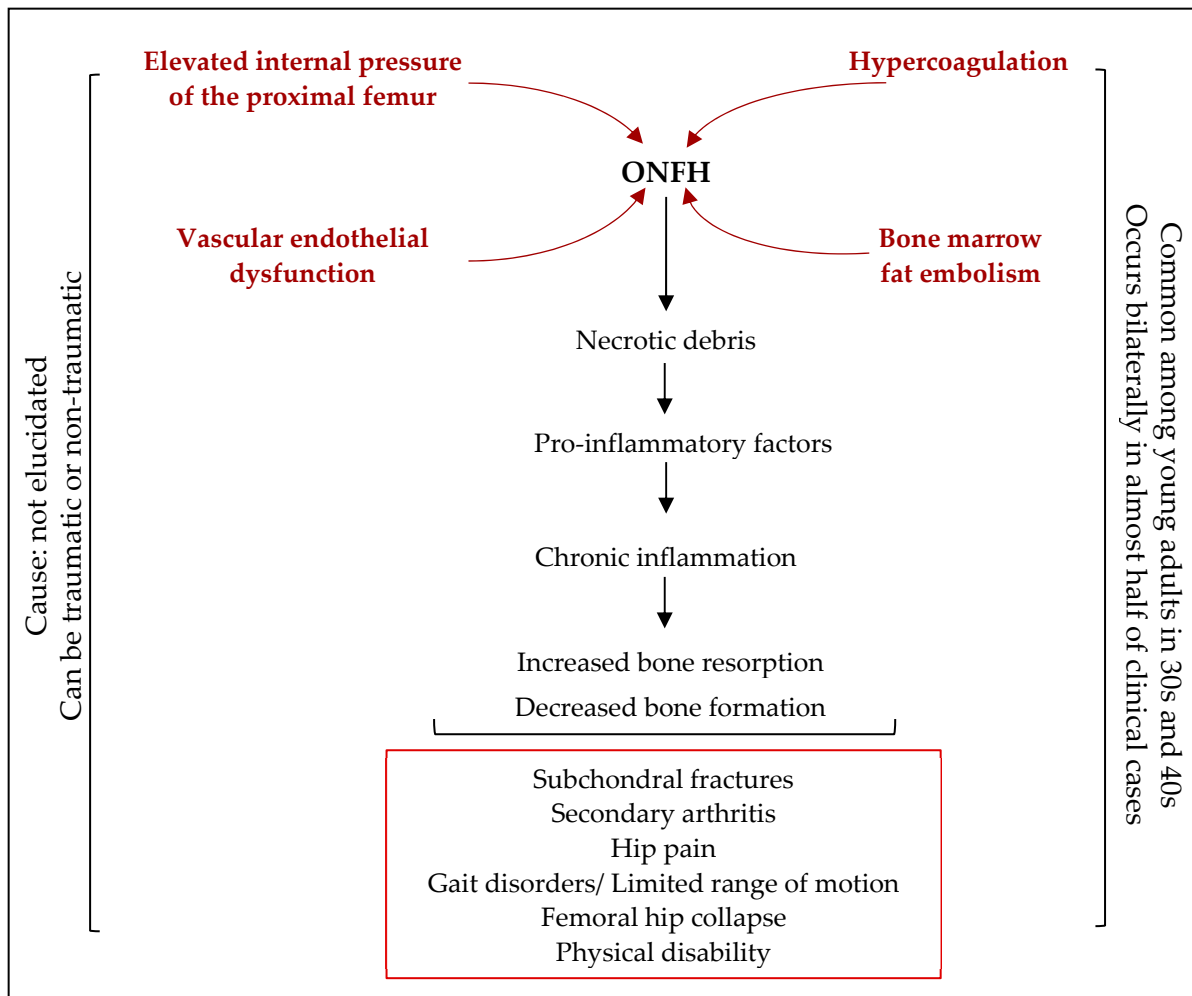 Elevated internal pressure
of the proximal femur
Hypercoagulation
ONFH
Vascular endothelial
dysfunction
Bone marrow
fat embolism
Necrotic debris
Pro-inflammatory factors
Chronic inflammation
Increased bone resorption
Decreased bone formation
Subchondral fractures
Secondary arthritis
Hip pain
Gait disorders/ Limited range of motion
Femoral hip collapse
Physical disability
Cause: not elucidated
Can be traumatic or non-traumatic
Common among young adults in 30s and 40s
Occurs bilaterally in almost half of clinical cases